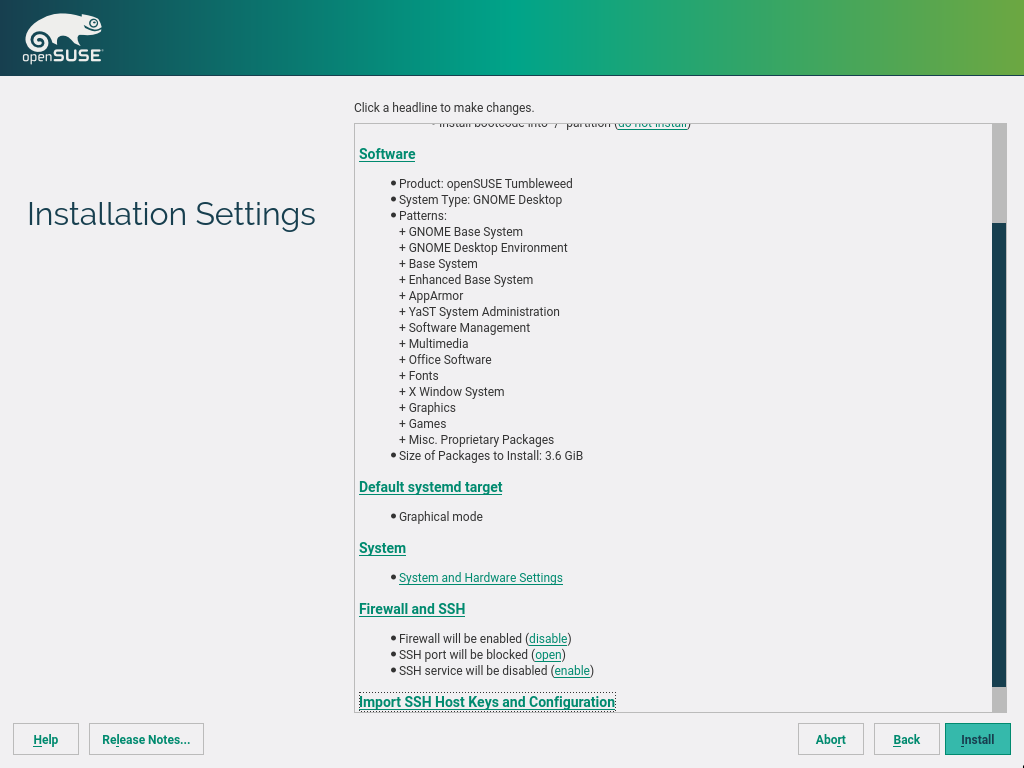 openSUSE
Click a headline to make changes.
- Install bootcode into "/" partition (do not install)
Software
Installation Settings
Product: openSUSE Tumbleweed
System Type: GNOME Desktop
Patterns:
+ GNOME Base System
+ GNOME Desktop Environment
+ Base System
+ Enhanced Base System
+ AppArmor
+ YaST System Administration
+ Software Management
+ Multimedia
+ Office Software
+ Fonts
+ X Window System
+ Graphics
+ Games
+ Misc. Proprietary Packages
Size of Packages to Install: 3.6 GiB
Default systemd target
Graphical mode
System
System and Hardware Settings
Firewall and SSH
Firewall will be enabled (disable)
SSH port will be blocked (open)
SSH service will be disabled (enable)
Import SSH Host Keys and Configuration
Help Release Notes... Abort Back Install